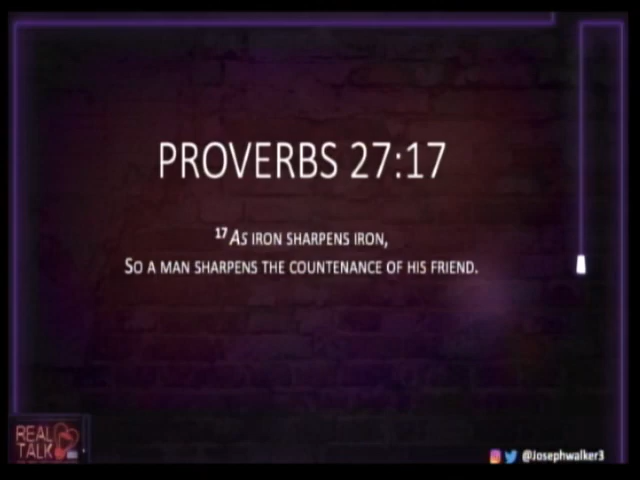 PROVERBS 27:17
17 As IRON SHARPENS IRON,
SO A MAN SHARPENS THE COUNTENANCE OF HIS FRIEND.
REAL
TALK
@Josephwalker3